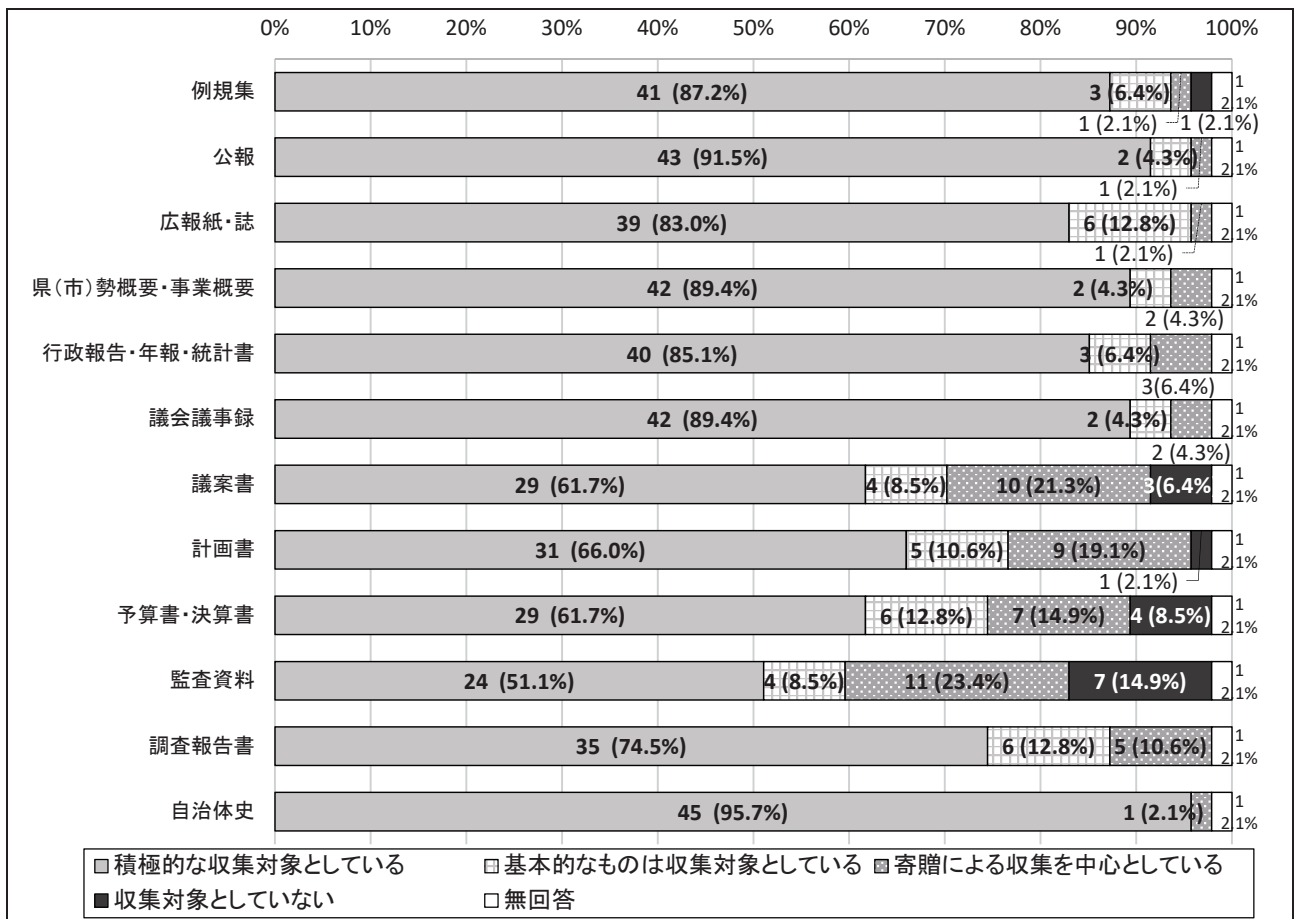 0% 10% 20% 30% 40% 50% 60% 70% 80% 90% 100%
例規集 41 (87.2%) 3 (6.4%) 1 2.1%
1 (2.1%) 1 (2.1%)
公報 43 (91.5%) 2 (4.3%) 1 2.1%
1 (2.1%)
広報紙・誌 39 (83.0%) 6 (12.8%) 1 2.1%
1 (2.1%)
県(市)勢概要・事業概要 42 (89.4%) 2 (4.3%) 1 2.1%
2 (4.3%)
行政報告・年報・統計書 40 (85.1%) 3 (6.4%) 1 2.1%
3(6.4%)
議会議事録 42 (89.4%) 2 (4.3%) 1 2.1%
2 (4.3%)
議案書 29 (61.7%) 4 (8.5%) 10 (21.3%) 3(6.4% 1 2.1%
計画書 31 (66.0%) 5 (10.6%) 9 (19.1%) 1 2.1%
1 (2.1%)
予算書・決算書 29 (61.7%) 6 (12.8%) 7 (14.9%) 4 (8.5%) 1 2.1%
監査資料 24 (51.1%) 4 (8.5%) 11 (23.4%) 7 (14.9%) 1 2.1%
調査報告書 35 (74.5%) 6 (12.8%) 5 (10.6%) 1 2.1%
自治体史 45 (95.7%) 1 (2.1%) 1 2.1%
積極的な収集対象としている 基本的なものは収集対象としている 寄贈による収集を中心としている
収集対象としていない 無回答